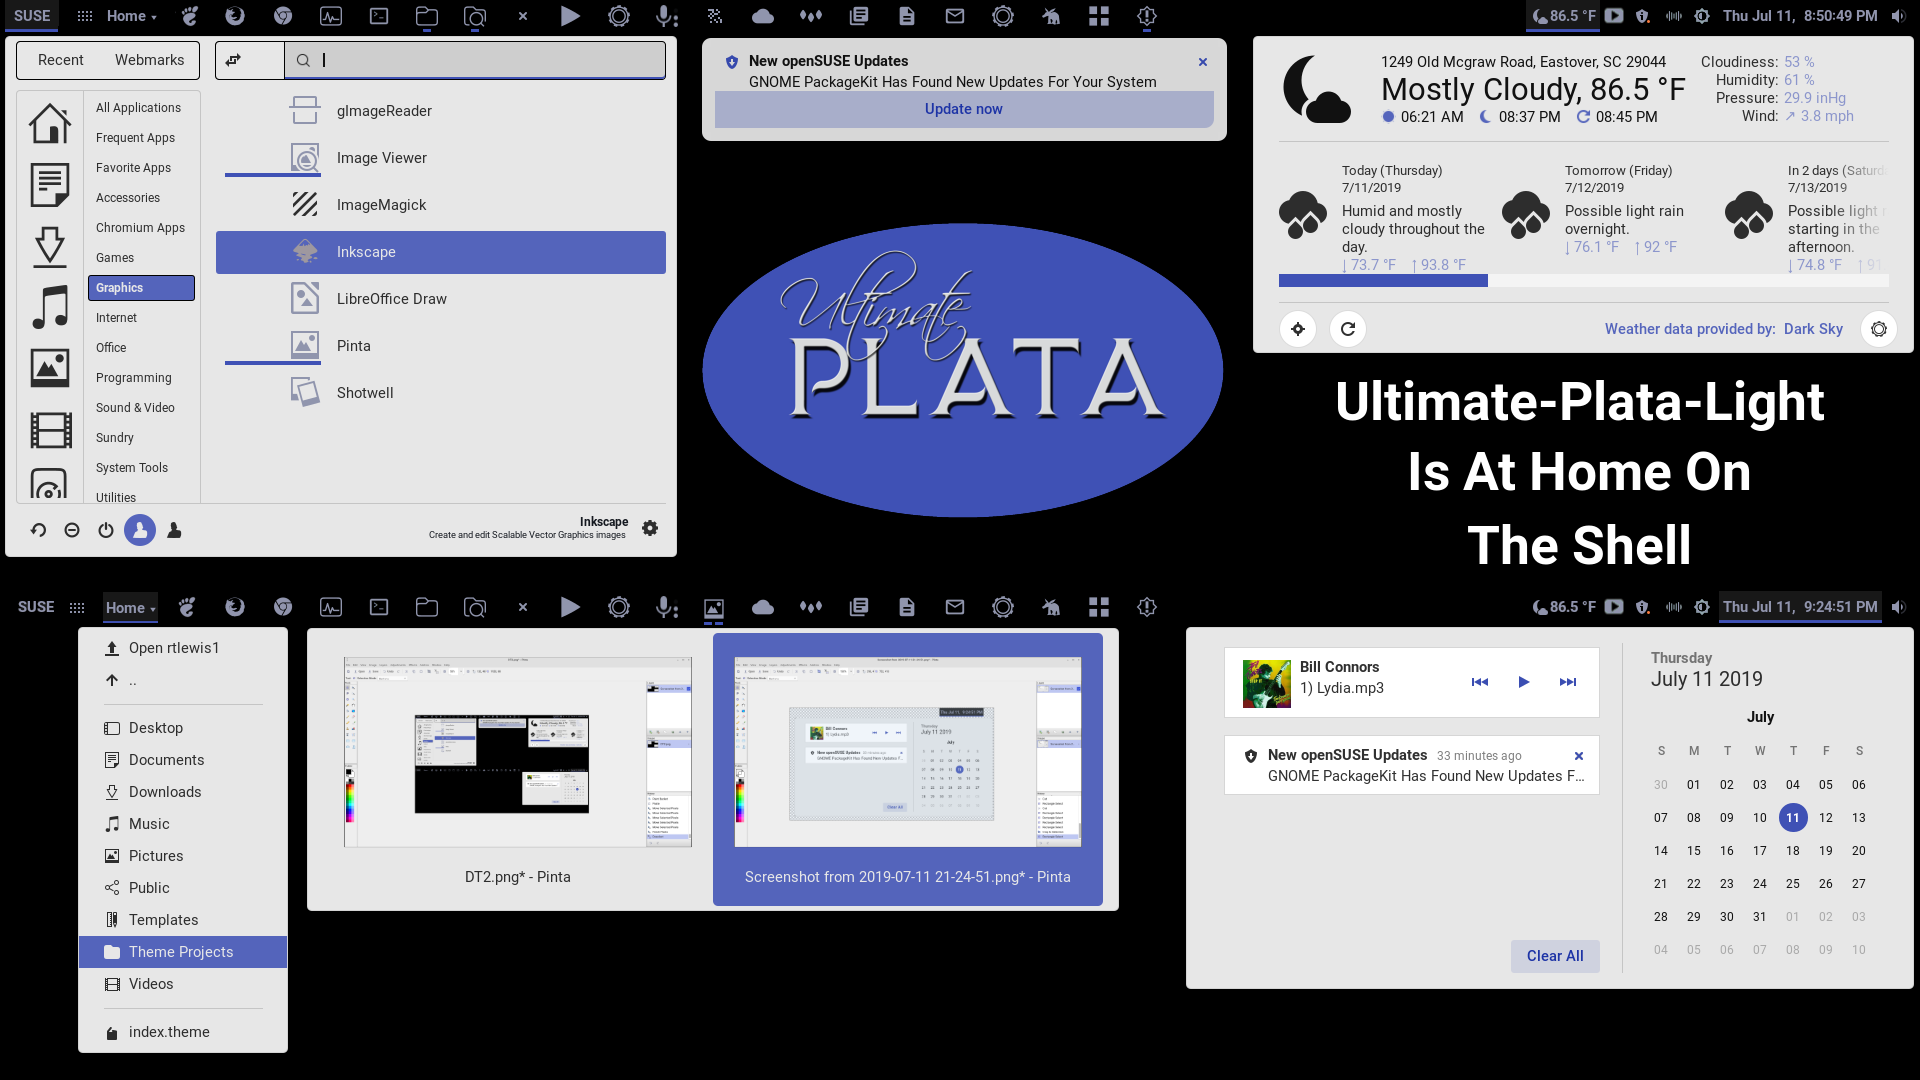 SUSE
Home
86.5 °F
Thu Jul 11, 8:50:49 PM
Recent
Webmarks
All Applications
Frequent Apps
Favorite Apps
Accessories
Chromium Apps
Games
Graphics
Internet
Office
Programming
Sound & Video
Sundry
System Tools
Utilities
gImageReader
Image Viewer
ImageMagick
Inkscape
LibreOffice Draw
Pinta
Shotwell
Inkscape
Create and edit Scalable Vector Graphics images
New openSUSE Updates
GNOME PackageKit Has Found New Updates For Your System
Update now
Ultimate
PLATA
1249 Old Mcgraw Road, Eastover, SC 29044
Mostly Cloudy, 86.5 °F
06:21 AM 08:37 PM 08:45 PM
Cloudiness: 53 %
Humidity: 61 %
Pressure: 29.9 inHg
Wind: ↗ 3.8 mph
Today (Thursday)
7/11/2019
Humid and mostly
cloudy throughout the
day.
↓ 73.7 °F ↑ 93.8 °F
Tomorrow (Friday)
7/12/2019
Possible light rain
overnight.
↓ 76.1 °F ↑ 92 °F
In 2 days (Saturd
7/13/2019
Possible light r
starting in the
afternoon.
↓ 74.8 °F ↑ 91
Weather data provided by: Dark Sky
Ultimate-Plata-Light
Is At Home On
The Shell
SUSE
Home
86.5 °F
Thu Jul 11, 9:24:51 PM
Open rtlewis1
..
Desktop
Documents
Downloads
Music
Pictures
Public
Templates
Theme Projects
Videos
index.theme
DT2.png* - Pinta
Screenshot from 2019-07-11 21-24-51.png* - Pinta
Bill Connors
1) Lydia.mp3
New openSUSE Updates 33 minutes ago
GNOME PackageKit Has Found New Updates F...
Clear All
Thursday
July 11 2019
July
S M T W T F S
30 01 02 03 04 05 06
07 08 09 10 11 12 13
14 15 16 17 18 19 20
21 22 23 24 25 26 27
28 29 30 31 01 02 03
04 05 06 07 08 09 10